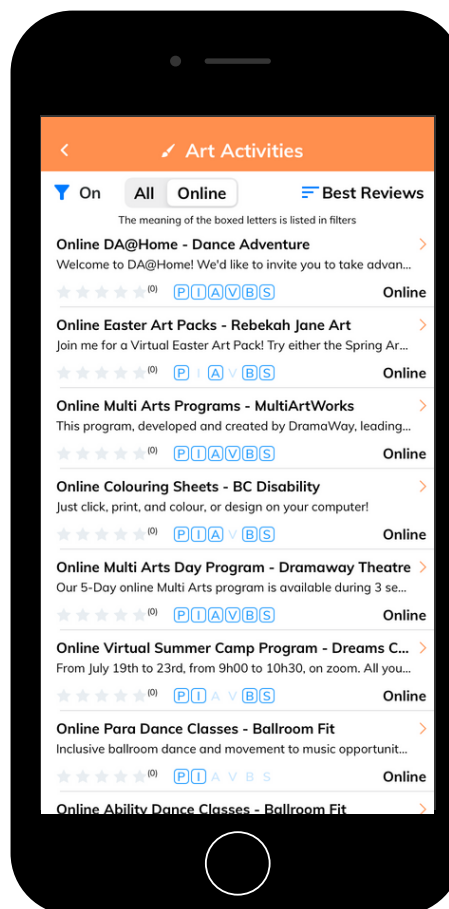 Art Activities
On All Online Best Reviews
The meaning of the boxed letters is listed in filters
Online DA@Home - Dance Adventure
Welcome to DA@Home! We'd like to invite you to take advan...
(0) P I A V B S Online
Online Easter Art Packs - Rebekah Jane Art
Join me for a Virtual Easter Art Pack! Try either the Spring Ar...
(0) P I A V B S Online
Online Multi Arts Programs - MultiArtWorks
This program, developed and created by DramaWay, leading...
(0) P I A V B S Online
Online Colouring Sheets - BC Disability
Just click, print, and colour, or design on your computer!
(0) P I A V B S Online
Online Multi Arts Day Program - Dramaway Theatre
Our 5-Day online Multi Arts program is available during 3 se...
(0) P I A V B S Online
Online Virtual Summer Camp Program - Dreams C...
From July 19th to 23rd, from 9h00 to 10h30, on zoom. All you...
(0) P I A V B S Online
Online Para Dance Classes - Ballroom Fit
Inclusive ballroom dance and movement to music opportunit...
(0) P I A V B S Online
Online Ability Dance Classes - Ballroom Fit